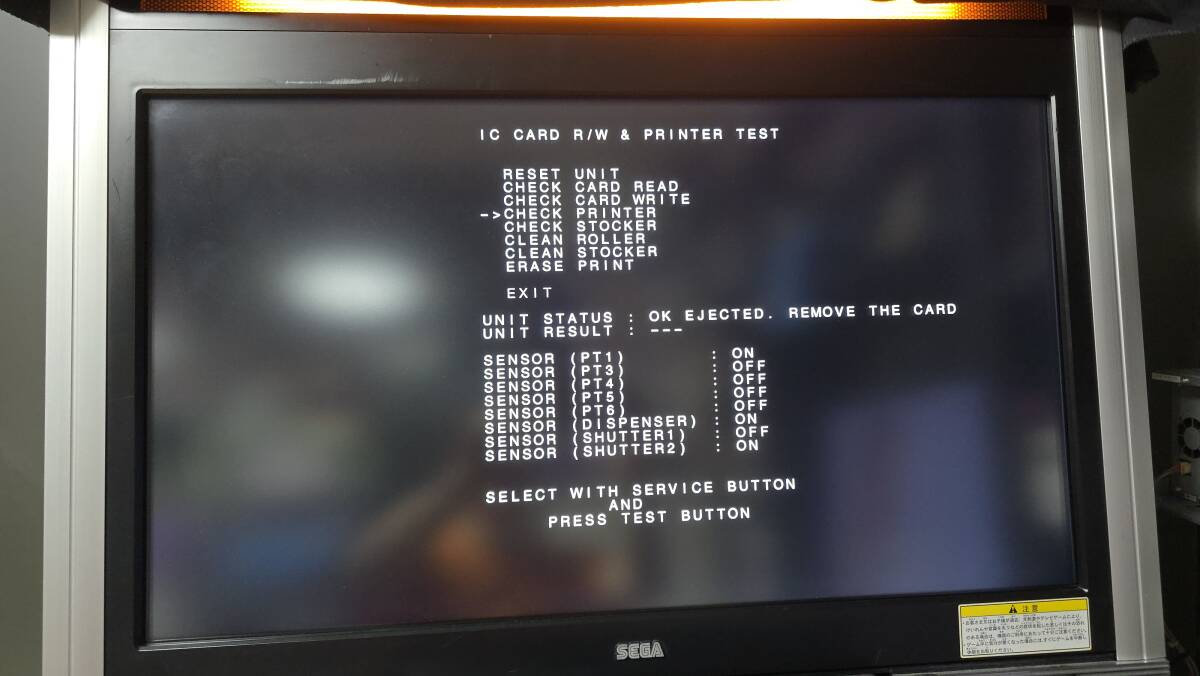 IC CARD R/W & PRINTER TEST
RESET UNIT
CHECK CARD READ
CHECK CARD WRITE
->CHECK PRINTER
CHECK STOCKER
CLEAN ROLLER
CLEAN STOCKER
ERASE PRINT
EXIT
UNIT STATUS : OK EJECTED. REMOVE THE CARD
UNIT RESULT : ---
SENSOR (PT1) : ON
SENSOR (PT3) : OFF
SENSOR (PT4) : OFF
SENSOR (PT5) : OFF
SENSOR (PT6) : OFF
SENSOR (DISPENSER) : ON
SENSOR (SHUTTER1) : OFF
SENSOR (SHUTTER2) : ON
SELECT WITH SERVICE BUTTON
AND
PRESS TEST BUTTON
SEGA
注意